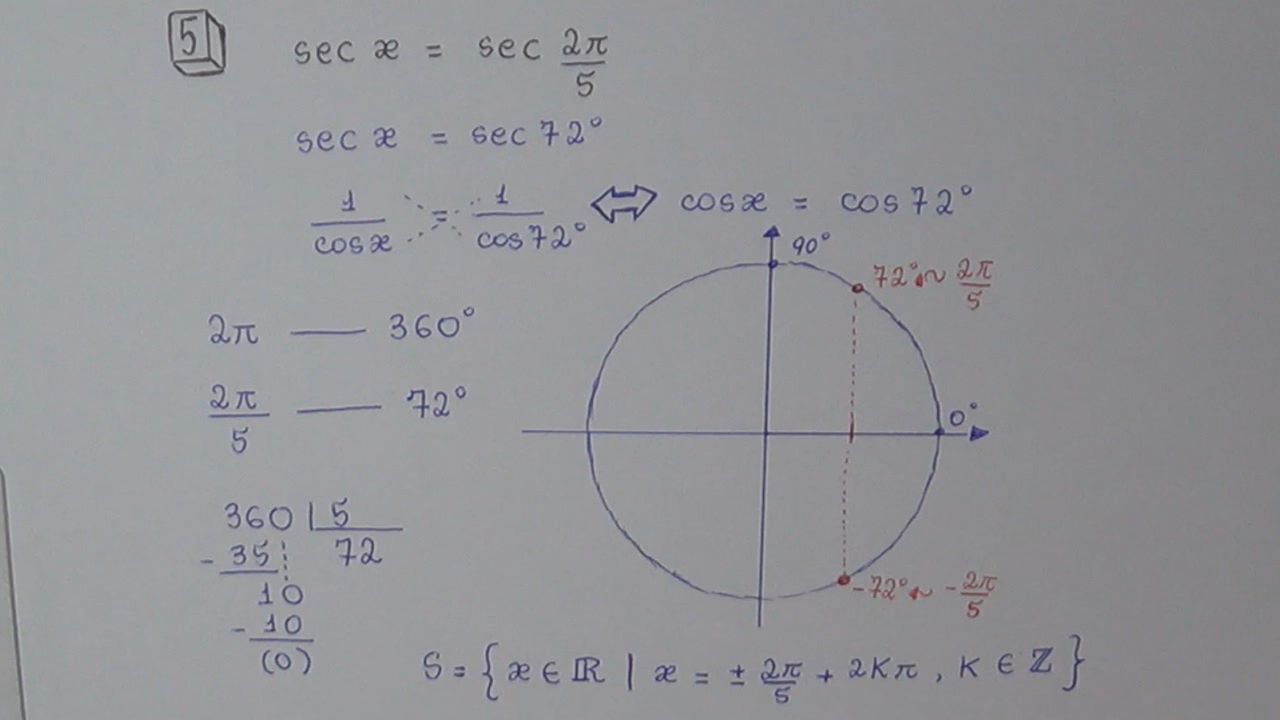 5 sec x = sec 2π/5
sec x = sec 72°
1/cos x = 1/cos 72° ⇔ cos x = cos 72°
90°
72° ~ 2π/5
2π — 360°
2π/5 — 72°
0°
360 | 5
- 35 72
10
- 10
(0)
-72° ~ -2π/5
S = { x ∈ ℝ | x = ± 2π/5 + 2Kπ , K ∈ ℤ }